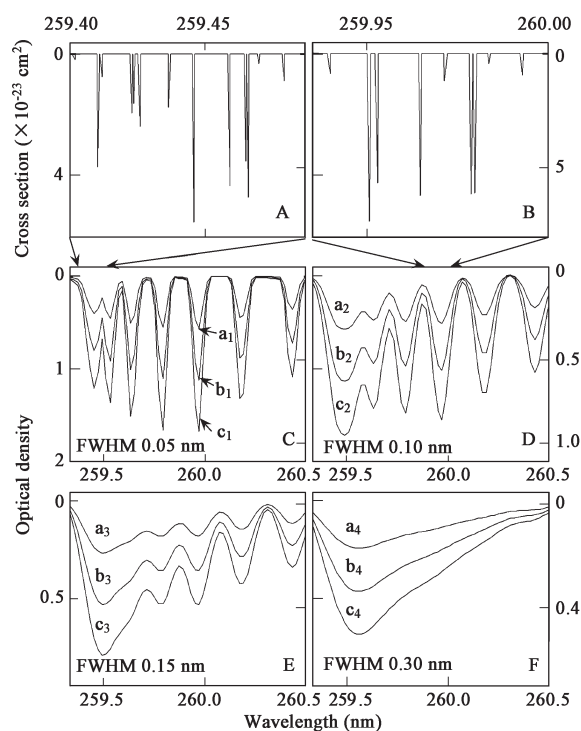 259.40 259.45 259.95 260.00
Cross section (×10⁻²³ cm²)
0 0
4 5
A B
0 0
a₁ a₂
b₁ b₂
c₁ c₂
1 0.5
2 1.0
FWHM 0.05 nm C FWHM 0.10 nm D
259.5 260.0 260.5 259.5 260.0 260.5
Optical density
0 0
a₃ a₄
b₃ b₄
c₃ c₄
0.5 0.4
FWHM 0.15 nm E FWHM 0.30 nm F
259.5 260.0 260.5 259.5 260.0 260.5
Wavelength (nm)